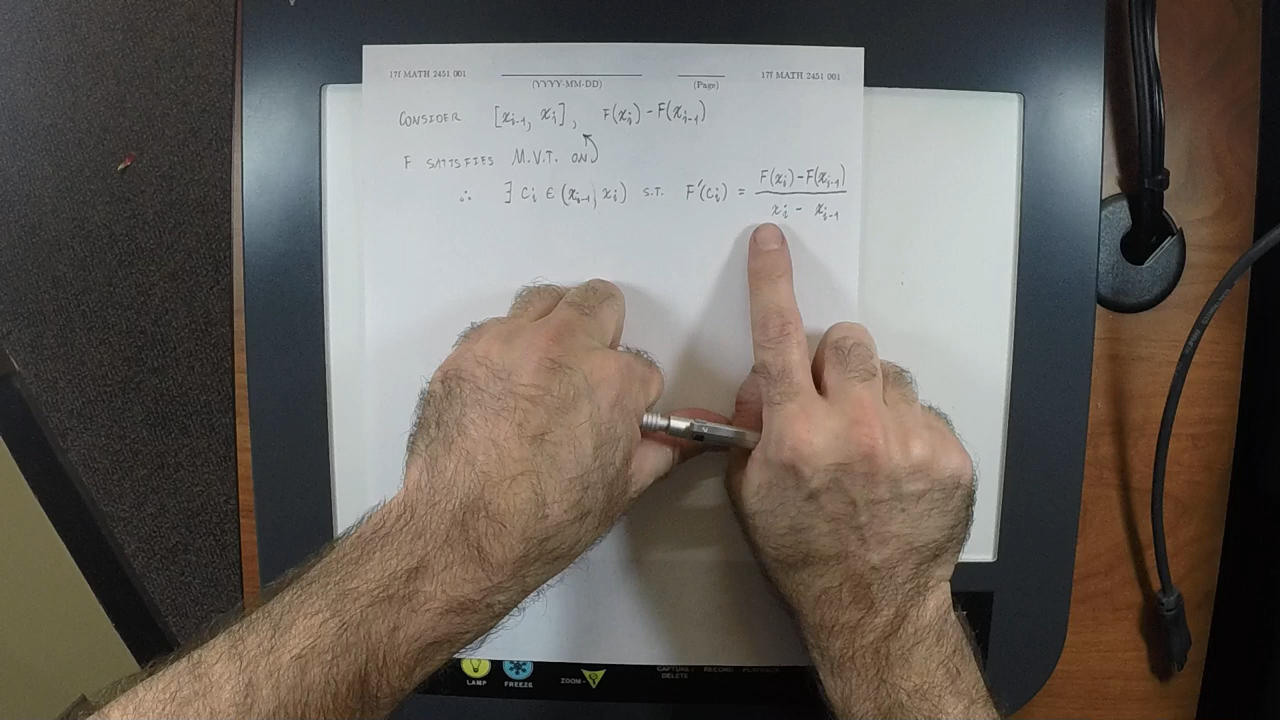 17f MATH 2451 001 (YYYY-MM-DD) (Page) 17f MATH 2451 001
CONSIDER [x_{i-1}, x_i], F(x_i) - F(x_{i-1})
F SATISFIES M.V.T. ON
∴ ∃ c_i ∈ (x_{i-1}, x_i) S.T. F'(c_i) = \frac{F(x_i) - F(x_{i-1})}{x_i - x_{i-1}}
LAMP FREEZE ZOOM CAPTURE/ DELETE RECORD PLAYBACK